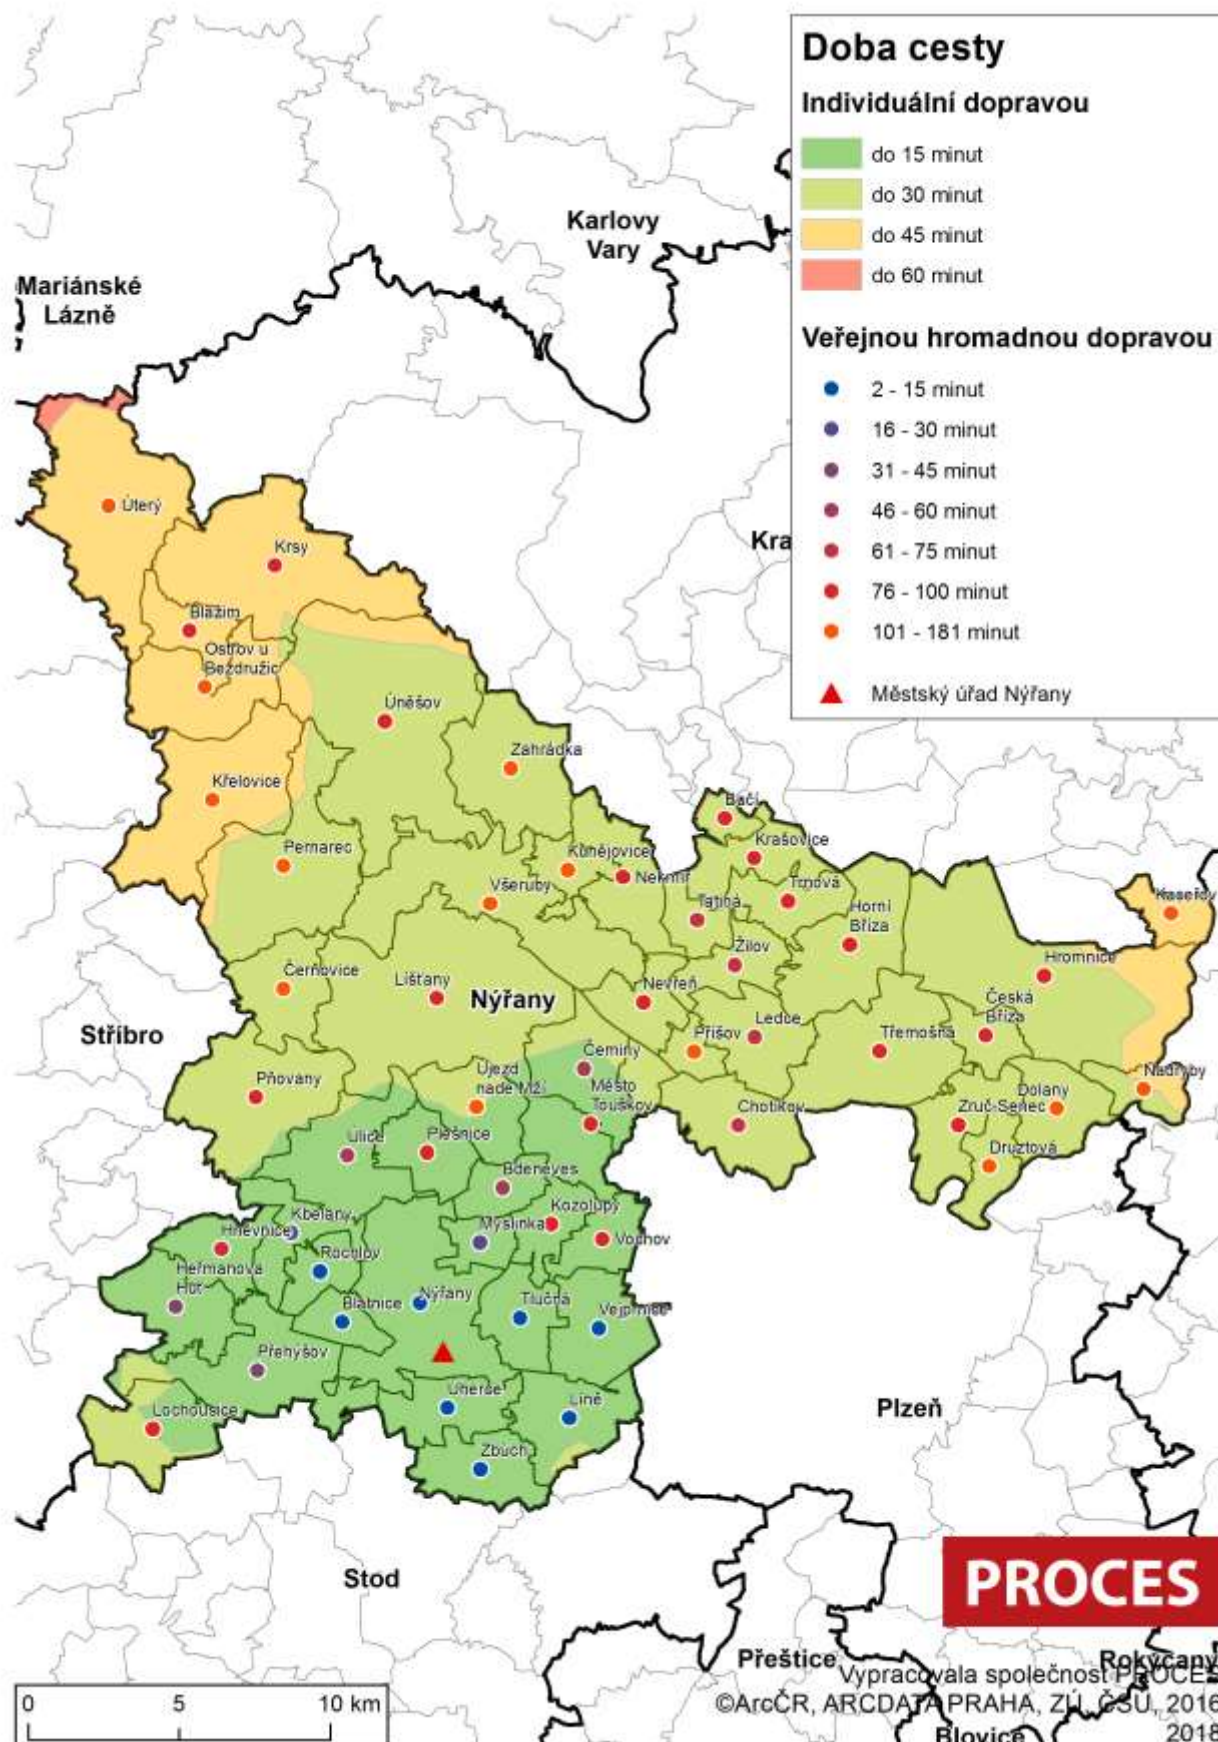 Doba cesty
Individuální dopravou
do 15 minut
do 30 minut
do 45 minut
do 60 minut
Veřejnou hromadnou dopravou
2 - 15 minut
16 - 30 minut
31 - 45 minut
46 - 60 minut
61 - 75 minut
76 - 100 minut
101 - 181 minut
Městský úřad Nýřany
Karlovy
Vary
Mariánské
Lázně
Kra
Úterý
Krsy
Blažim
Ostrov u
Bezdružic
Úněšov
Zahrádka
Křelovice
Bačí
Krašovice
Pernarec
Kunějovice
Nekmíř
Všeruby
Trnová
Kaceřov
Tatiná
Horní
Bříza
Žilov
Hromnice
Černovice
Líšťany
Nýřany
Nevřeň
Česká
Bříza
Stříbro
Příšov
Ledce
Třemošná
Čeminy
Pňovany
Újezd
nade Mží
Město
Touškov
Nadryby
Dolany
Chotíkov
Zruč-Senec
Druztová
Úlice
Plešnice
Bdeněves
Kozolupy
Kbelany
Hněvnice
Myslinka
Vochov
Rochlov
Heřmanova
Huť
Blatnice
Nýřany
Tlučná
Vejprnice
Přehýšov
Úherce
Líně
Lochousice
Plzeň
Zbůch
Stod
PROCES
Přeštice
Rokycany
Vypracovala společnost PROCES
©ArcČR, ARCDATA PRAHA, ZÚ, ČSÚ, 2016
2018
Blovice
0 5 10 km